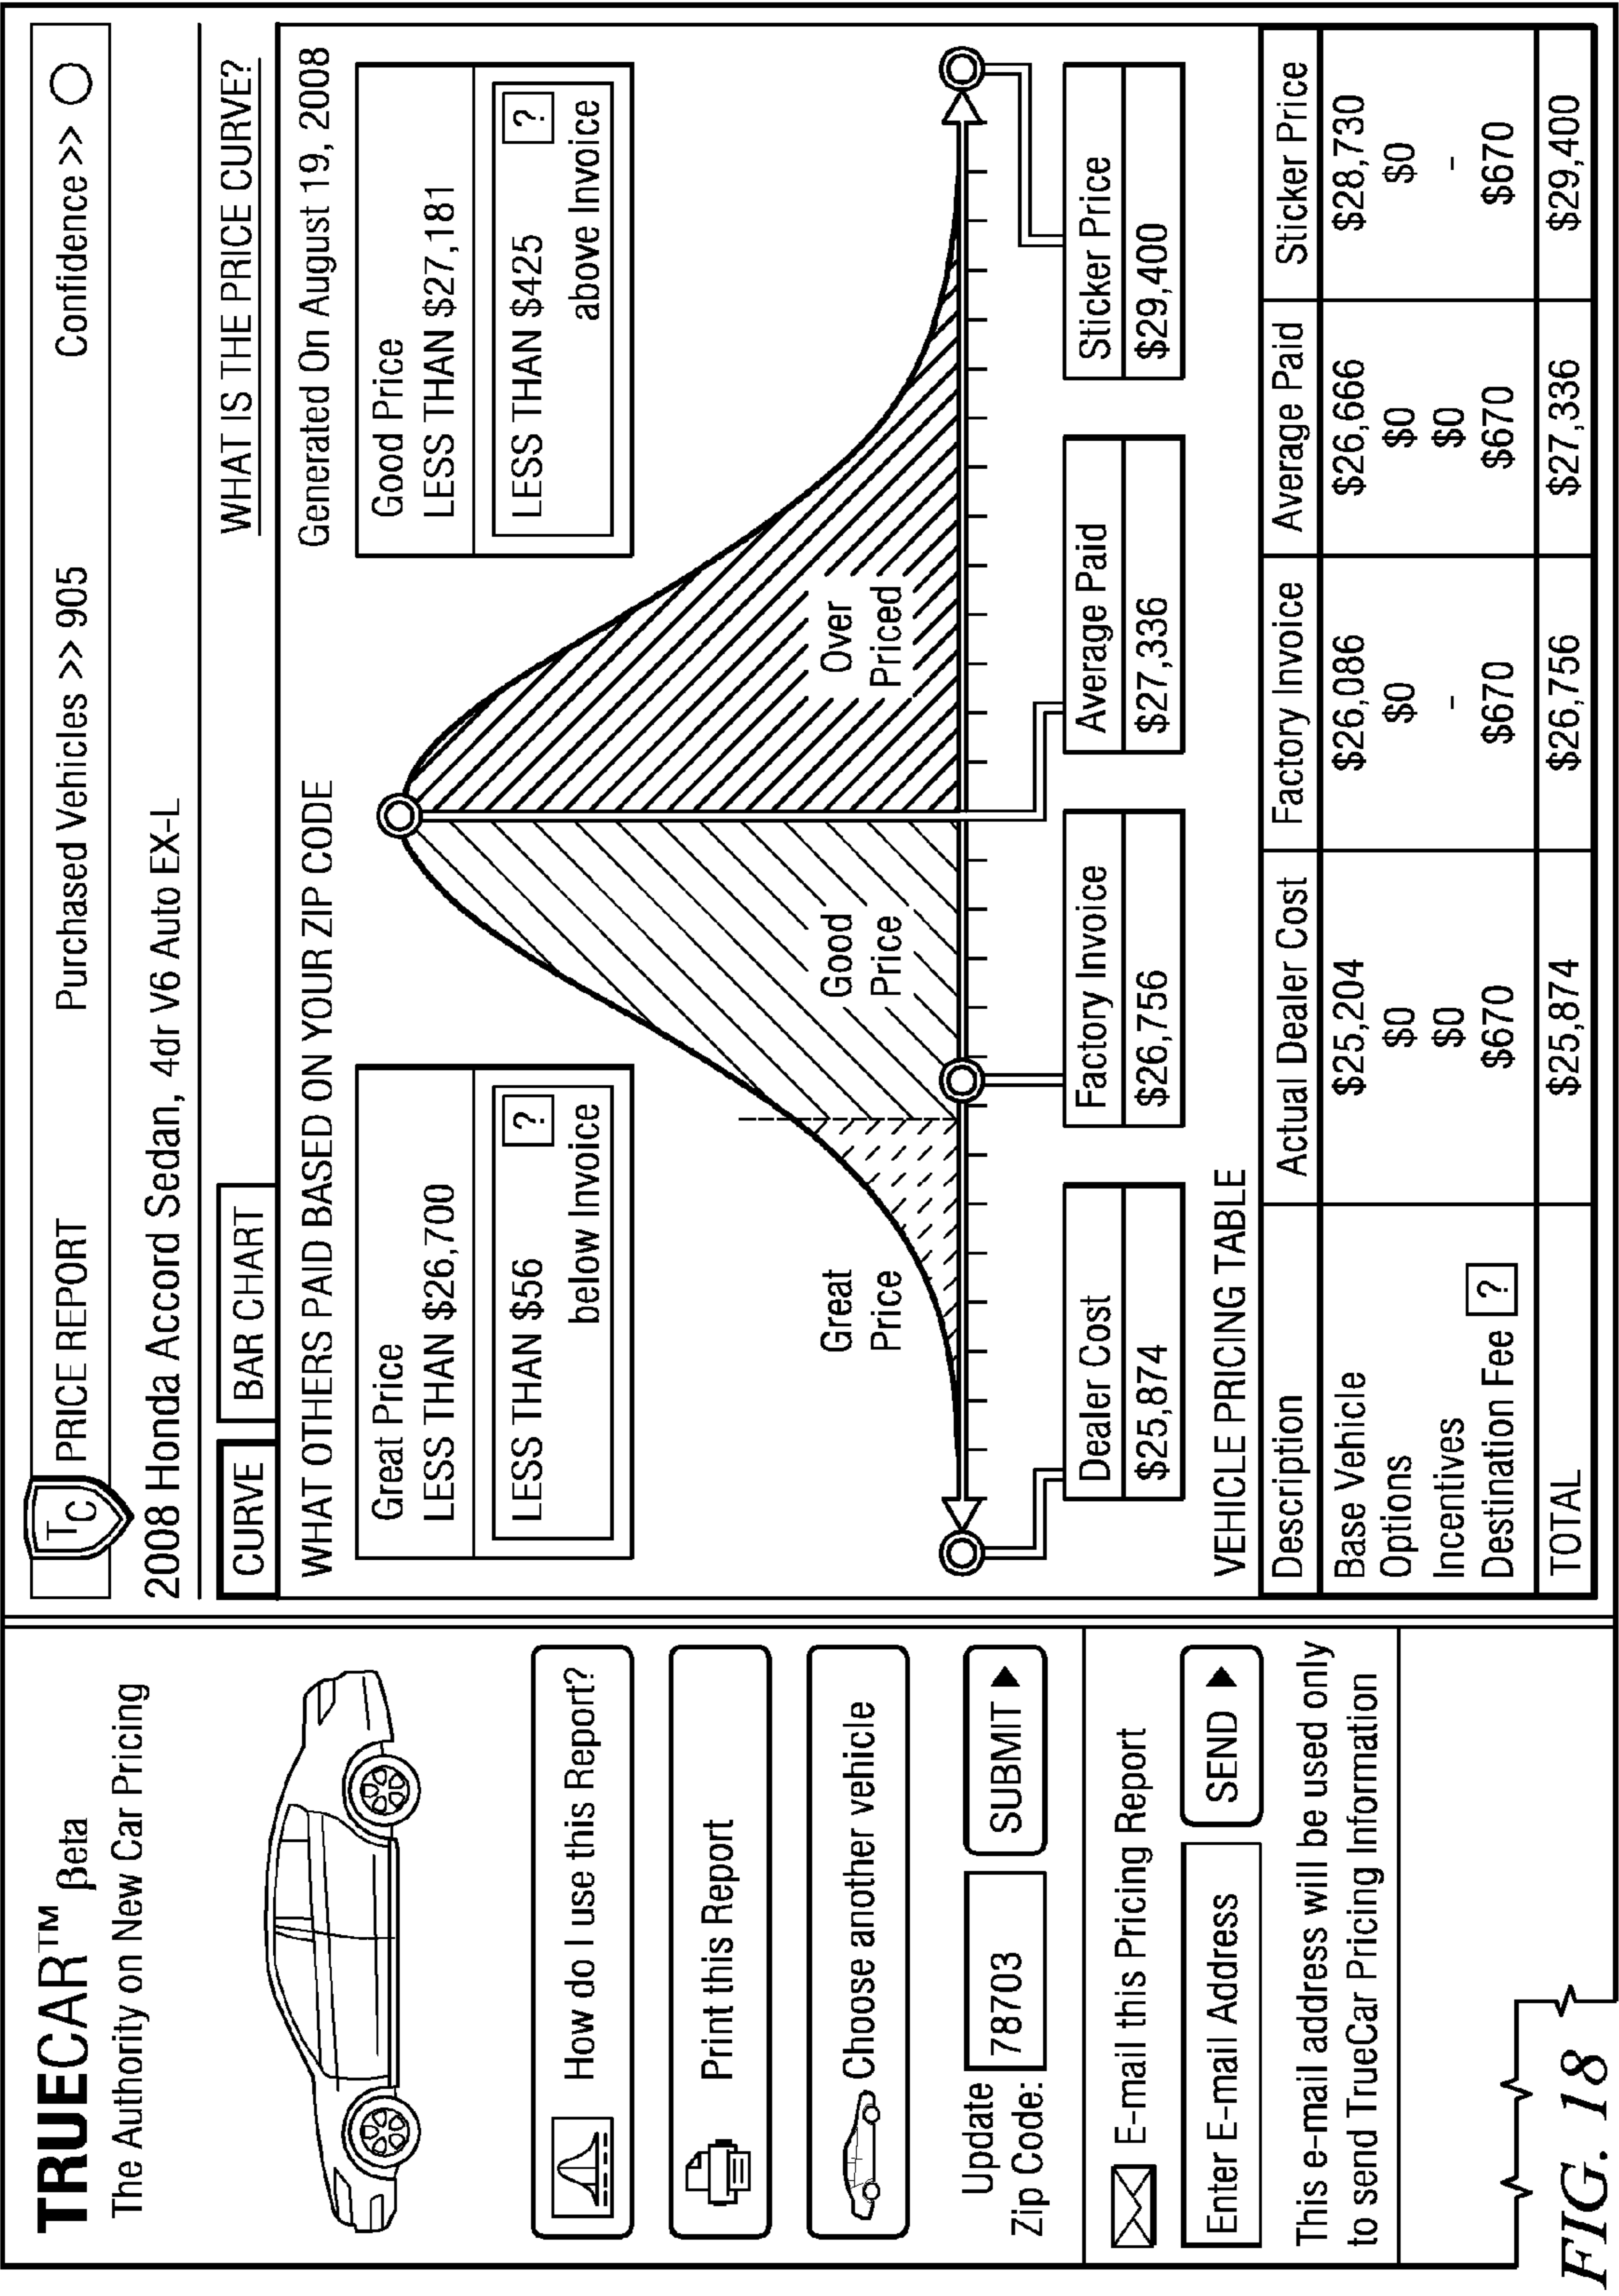 TRUECAR™ βeta
The Authority on New Car Pricing
How do I use this Report?
Print this Report
Choose another vehicle
Update
Zip Code:
78703
SUBMIT
E-mail this Pricing Report
Enter E-mail Address
SEND
This e-mail address will be used only
to send TrueCar Pricing Information
TC
PRICE REPORT
Purchased Vehicles >> 905
Confidence >>
2008 Honda Accord Sedan, 4dr V6 Auto EX-L
CURVE
BAR CHART
WHAT IS THE PRICE CURVE?
WHAT OTHERS PAID BASED ON YOUR ZIP CODE
Generated On August 19, 2008
Great Price
LESS THAN $26,700
LESS THAN $56 ?
below Invoice
Good Price
LESS THAN $27,181
LESS THAN $425 ?
above Invoice
Great
Price
Good
Price
Over
Priced
Dealer Cost
$25,874
Factory Invoice
$26,756
Average Paid
$27,336
Sticker Price
$29,400
VEHICLE PRICING TABLE
Description Actual Dealer Cost Factory Invoice Average Paid Sticker Price
Base Vehicle $25,204 $26,086 $26,666 $28,730
Options $0 $0 $0 $0
Incentives $0 - $0 -
Destination Fee ? $670 $670 $670 $670
TOTAL $25,874 $26,756 $27,336 $29,400
FIG. 18